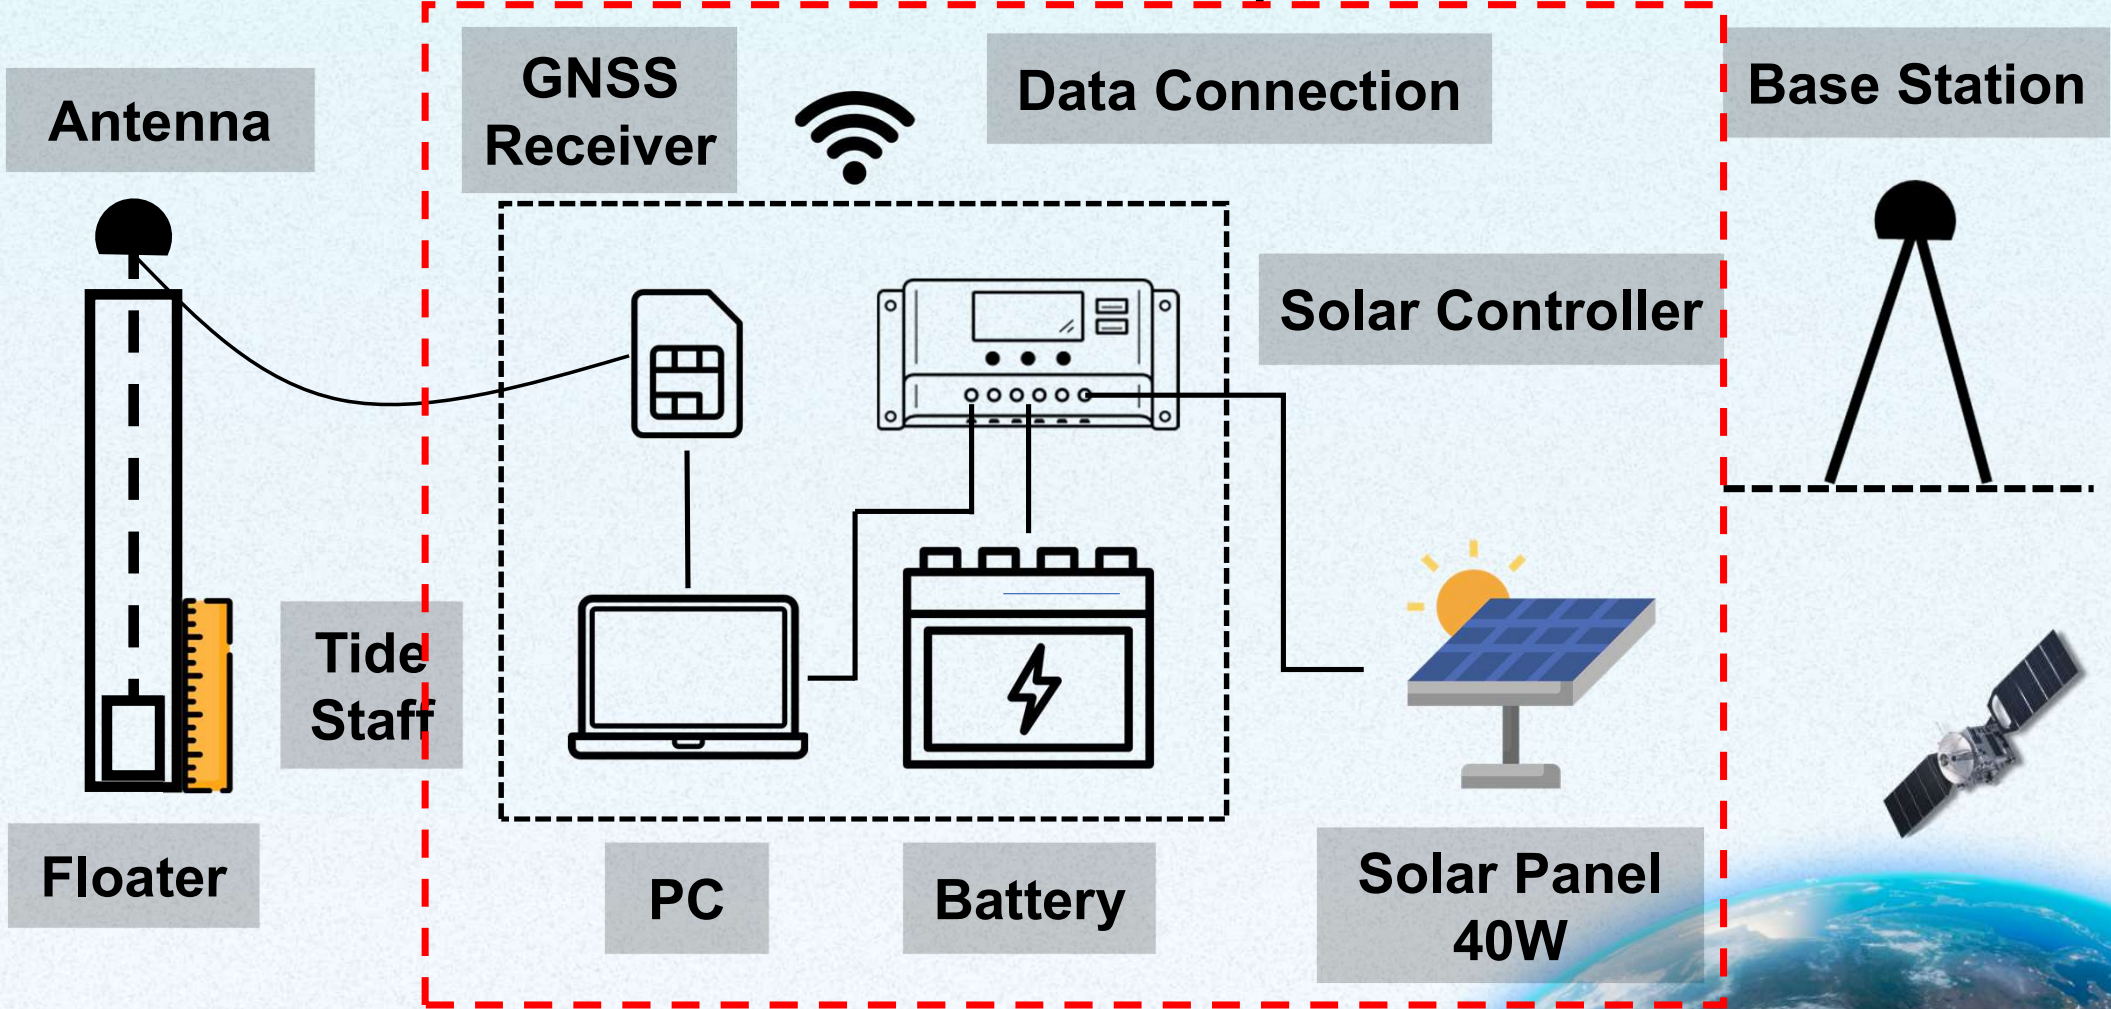 Antenna
GNSS
Receiver
Data Connection
Base Station
Solar Controller
Tide
Staff
Floater
PC
Battery
Solar Panel
40W